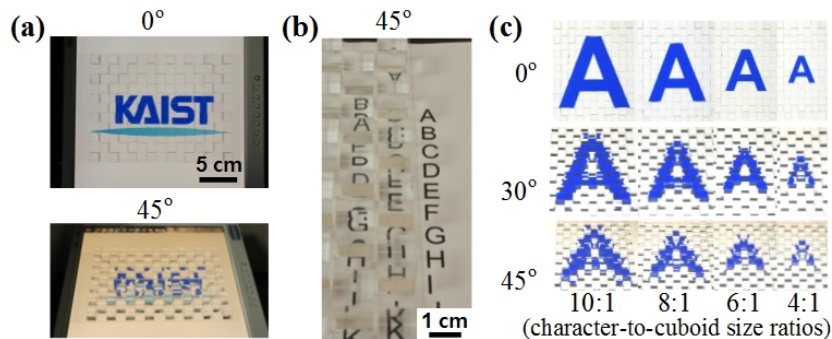 (a)
0°
KAIST
5 cm
45°
(b)
45°
A
B
C
D
E
F
G
H
I
1 cm
(c)
0°
A A A A
30°
A A A A
45°
A A A A
10:1 8:1 6:1 4:1
(character-to-cuboid size ratios)